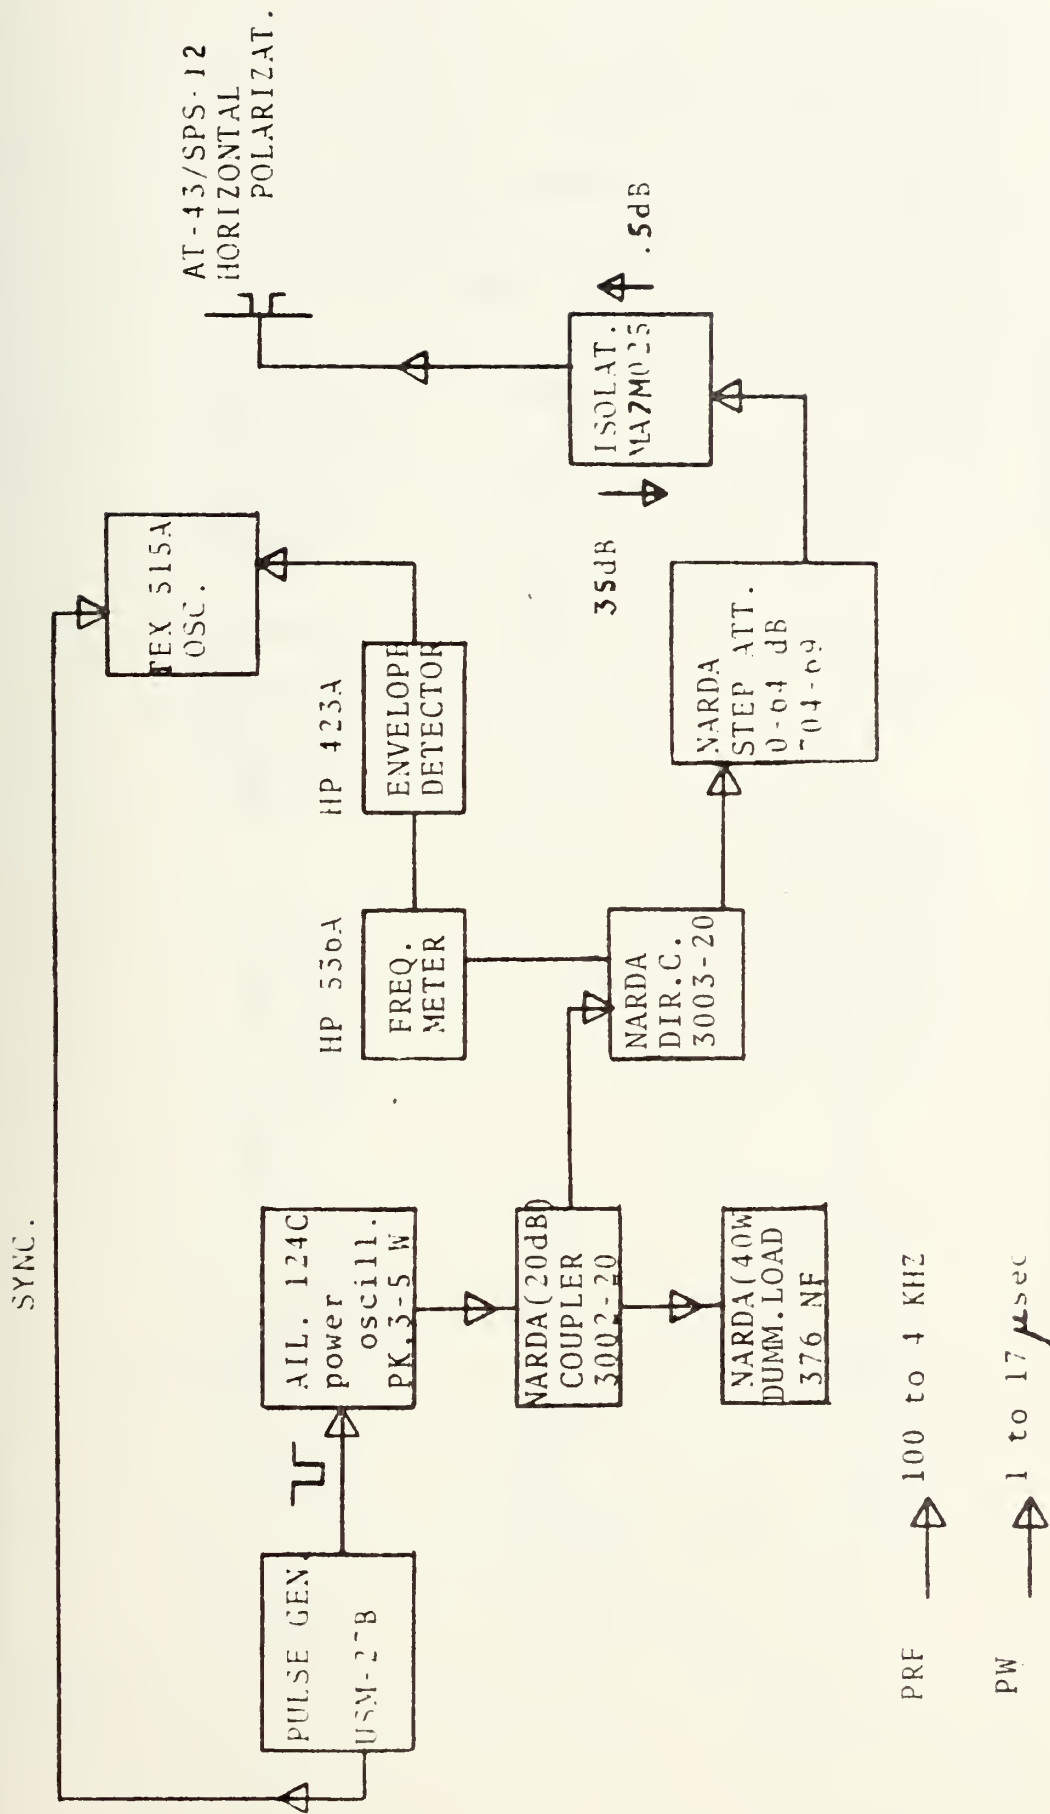 SYNC.
AT-43/SPS-12
HORIZONTAL
POLARIZAT.
TEX 515A
OSC.
HP 423A
ENVELOPE
DETECTOR
HP 536A
FREQ.
METER
AIL. 124C
power
oscill.
PK.3-5 W
PULSE GEN
NARDA(20dB)
COUPLER
3002-20
NARDA
DIR.C.
3003-20
NARDA
STEP ATT.
0-64 dB
704-69
35dB
ISOLAT.
MA7M025
.5dB
NARDA(40W
DUMM.LOAD
376 NF
PRF 100 to 4 KHZ
PW 1 to 17 μsec